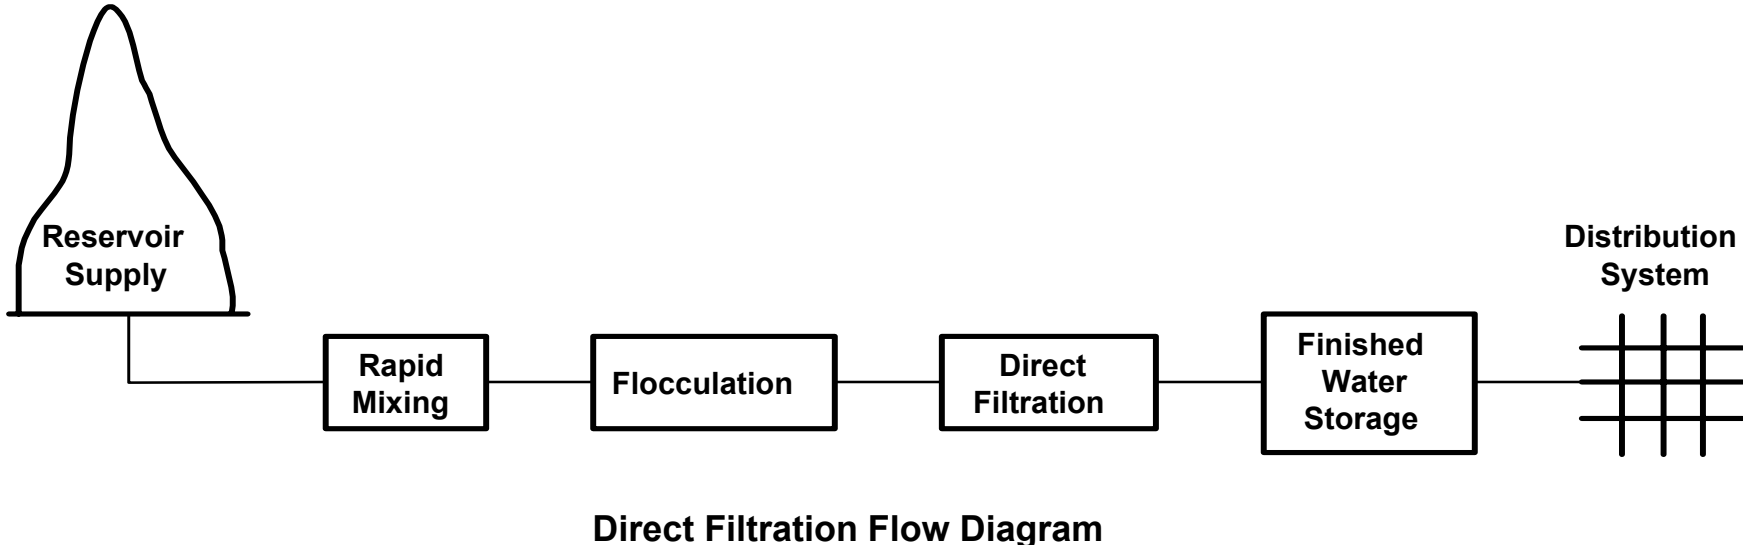 Reservoir
Supply
Rapid
Mixing
Flocculation
Direct
Filtration
Finished
Water
Storage
Distribution
System
Direct Filtration Flow Diagram